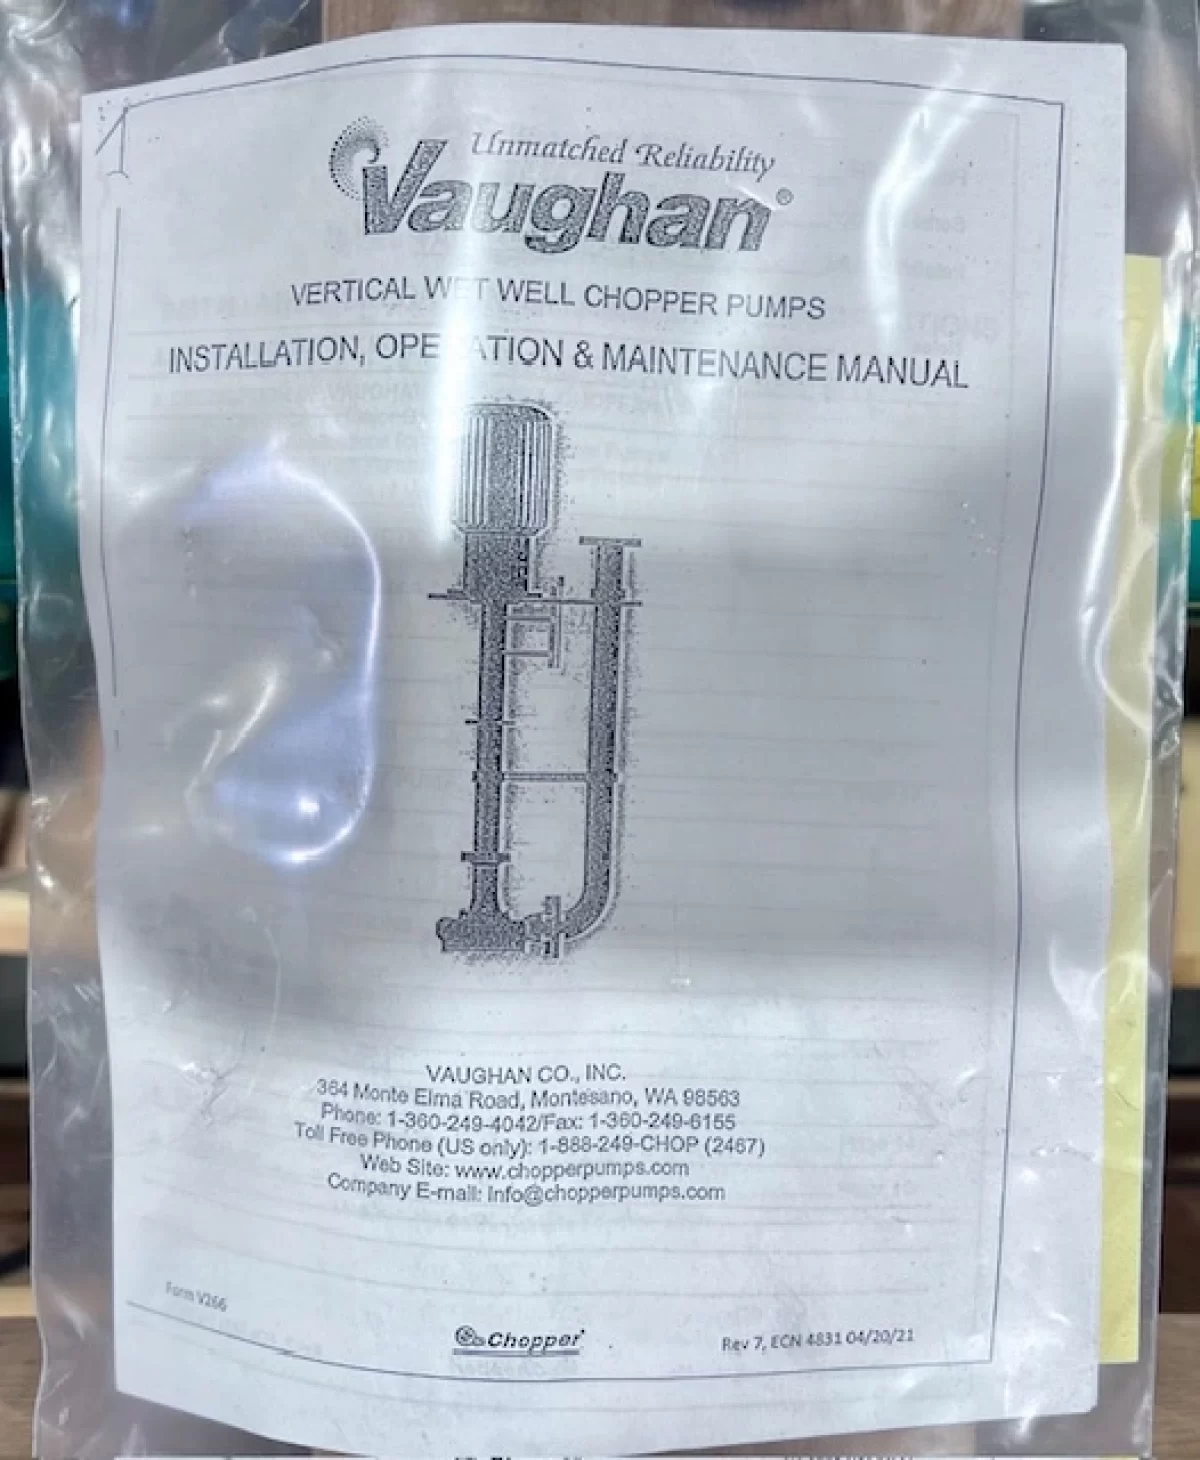 Unmatched Reliability
Vaughan®
VERTICAL WET WELL CHOPPER PUMPS
INSTALLATION, OPE ATION & MAINTENANCE MANUAL
VAUGHAN CO., INC.
364 Monte Elma Road, Montesano, WA 98563
Phone: 1-360-249-4042/Fax: 1-360-249-6155
Toll Free Phone (US only): 1-888-249-CHOP (2467)
Web Site: www.chopperpumps.com
Company E-mail: info@chopperpumps.com
Form V266
Chopper
Rev 7, ECN 4831 04/20/21